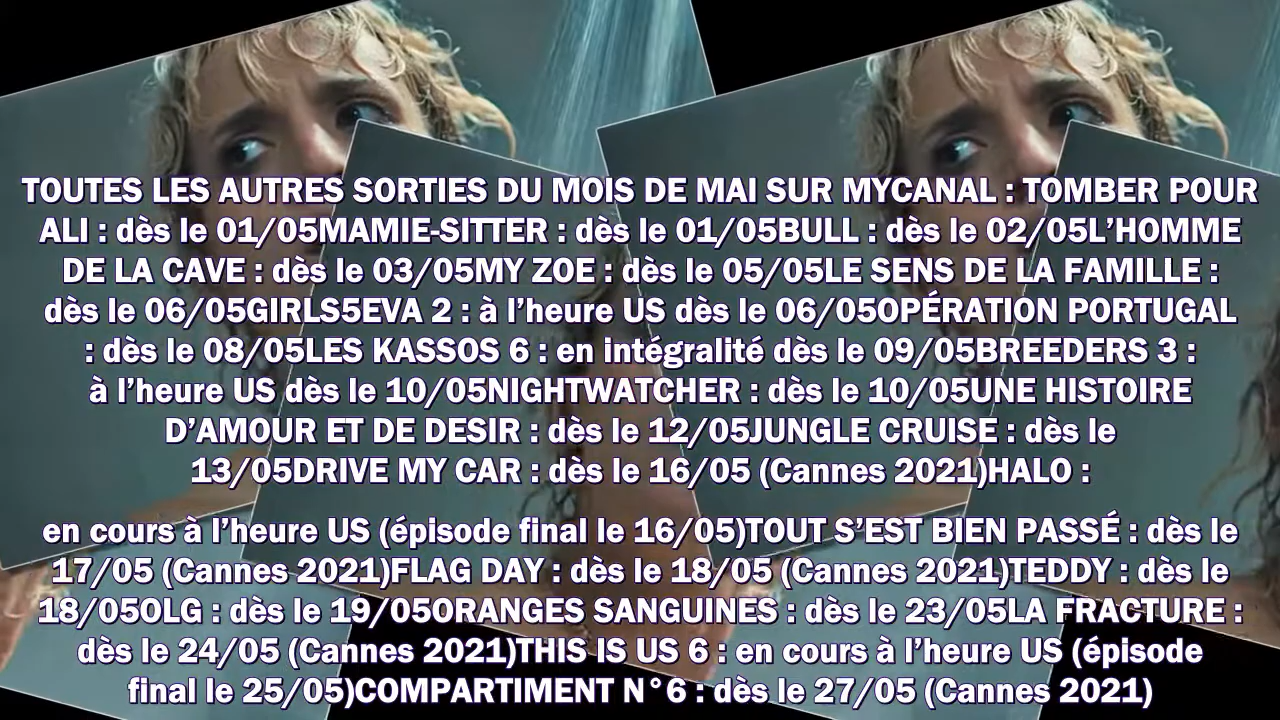 TOUTES LES AUTRES SORTIES DU MOIS DE MAI SUR MYCANAL : TOMBER POUR
ALI : dès le 01/05MAMIE-SITTER : dès le 01/05BULL : dès le 02/05L’HOMME
DE LA CAVE : dès le 03/05MY ZOE : dès le 05/05LE SENS DE LA FAMILLE :
dès le 06/05GIRLS5EVA 2 : à l’heure US dès le 06/05OPÉRATION PORTUGAL
: dès le 08/05LES KASSOS 6 : en intégralité dès le 09/05BREEDERS 3 :
à l’heure US dès le 10/05NIGHTWATCHER : dès le 10/05UNE HISTOIRE
D’AMOUR ET DE DESIR : dès le 12/05JUNGLE CRUISE : dès le
13/05DRIVE MY CAR : dès le 16/05 (Cannes 2021)HALO :
en cours à l’heure US (épisode final le 16/05)TOUT S’EST BIEN PASSÉ : dès le
17/05 (Cannes 2021)FLAG DAY : dès le 18/05 (Cannes 2021)TEDDY : dès le
18/05OLG : dès le 19/05ORANGES SANGUINES : dès le 23/05LA FRACTURE :
dès le 24/05 (Cannes 2021)THIS IS US 6 : en cours à l’heure US (épisode
final le 25/05)COMPARTIMENT N°6 : dès le 27/05 (Cannes 2021)